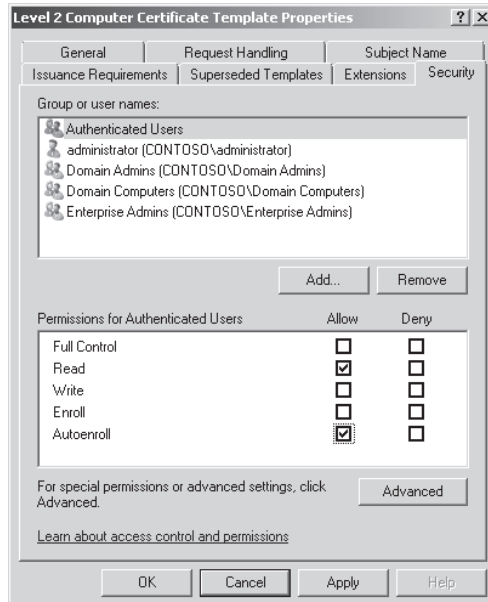 Level 2 Computer Certificate Template Properties
General Request Handling Subject Name
Issuance Requirements Superseded Templates Extensions Security
Group or user names:
Authenticated Users
administrator (CONTOSO\administrator)
Domain Admins (CONTOSO\Domain Admins)
Domain Computers (CONTOSO\Domain Computers)
Enterprise Admins (CONTOSO\Enterprise Admins)
Add... Remove
Permissions for Authenticated Users Allow Deny
Full Control
Read
Write
Enroll
Autoenroll
For special permissions or advanced settings, click
Advanced.
Advanced
Learn about access control and permissions
OK Cancel Apply Help